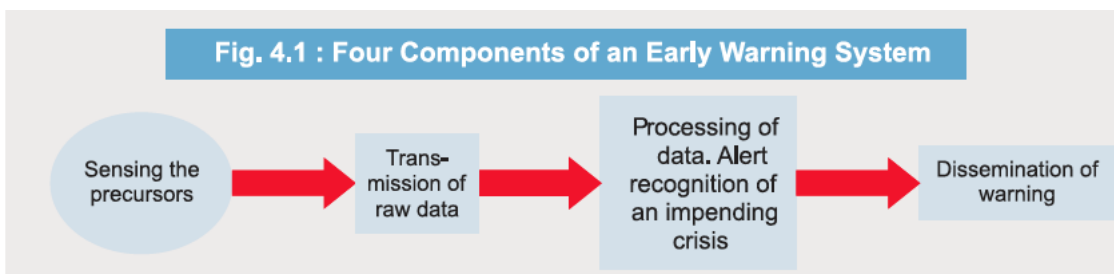 Fig. 4.1 : Four Components of an Early Warning System
Sensing the
precursors
Trans-
mission of
raw data
Processing of
data. Alert
recognition of
an impending
crisis
Dissemination of
warning